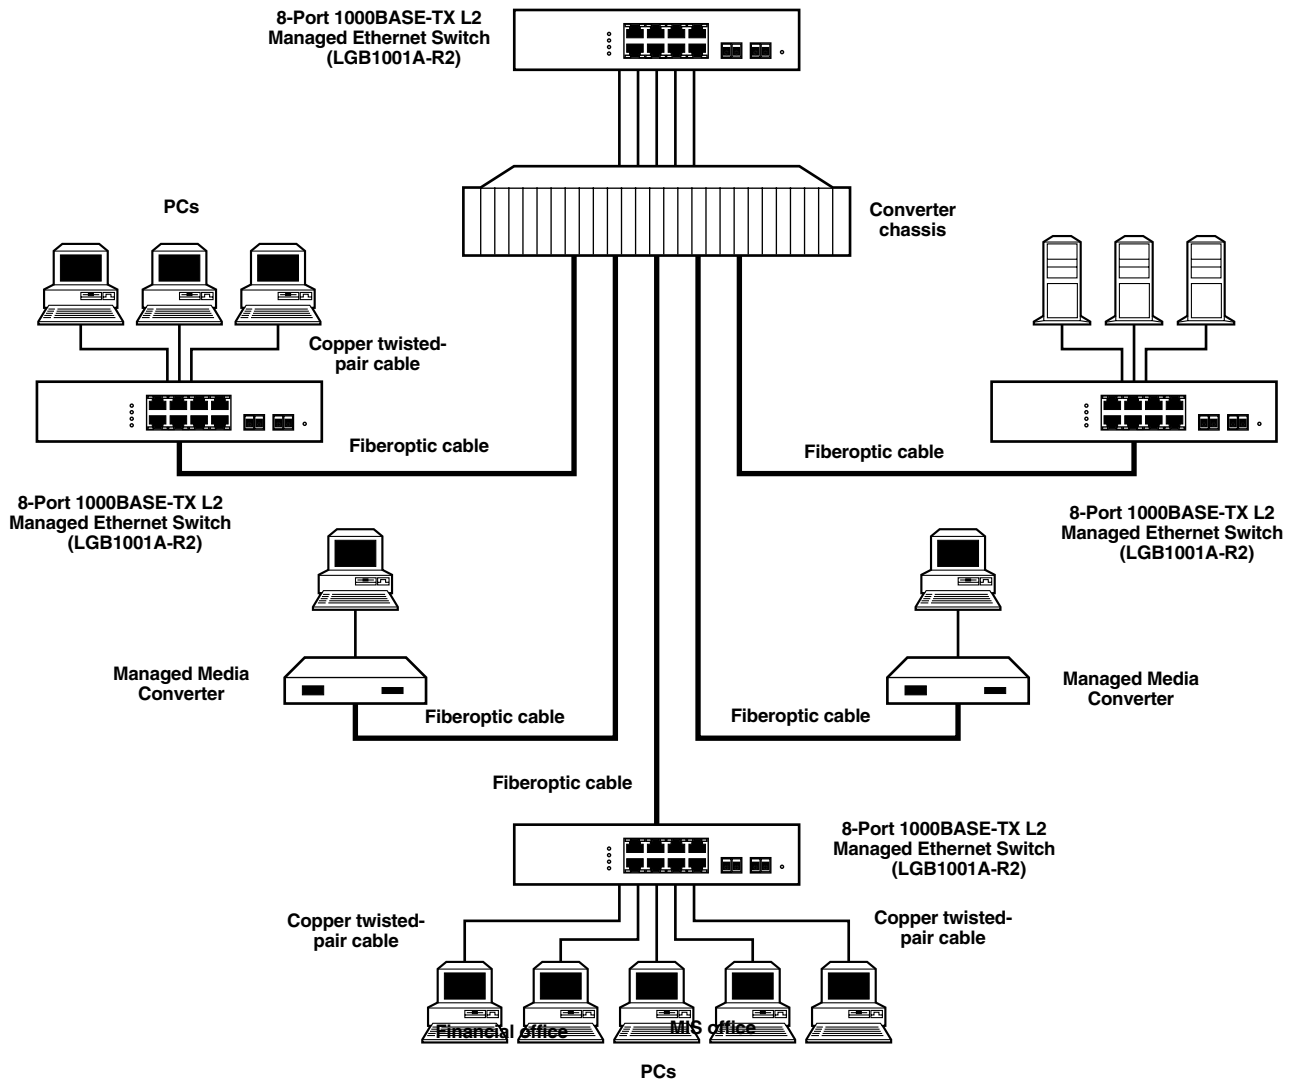 8-Port 1000BASE-TX L2
Managed Ethernet Switch
(LGB1001A-R2)
PCs
Converter
chassis
Copper twisted-
pair cable
Fiberoptic cable
Fiberoptic cable
8-Port 1000BASE-TX L2
Managed Ethernet Switch
(LGB1001A-R2)
8-Port 1000BASE-TX L2
Managed Ethernet Switch
(LGB1001A-R2)
Managed Media
Converter
Managed Media
Converter
Fiberoptic cable
Fiberoptic cable
Fiberoptic cable
8-Port 1000BASE-TX L2
Managed Ethernet Switch
(LGB1001A-R2)
Copper twisted-
pair cable
Copper twisted-
pair cable
Financial office
MIS office
PCs